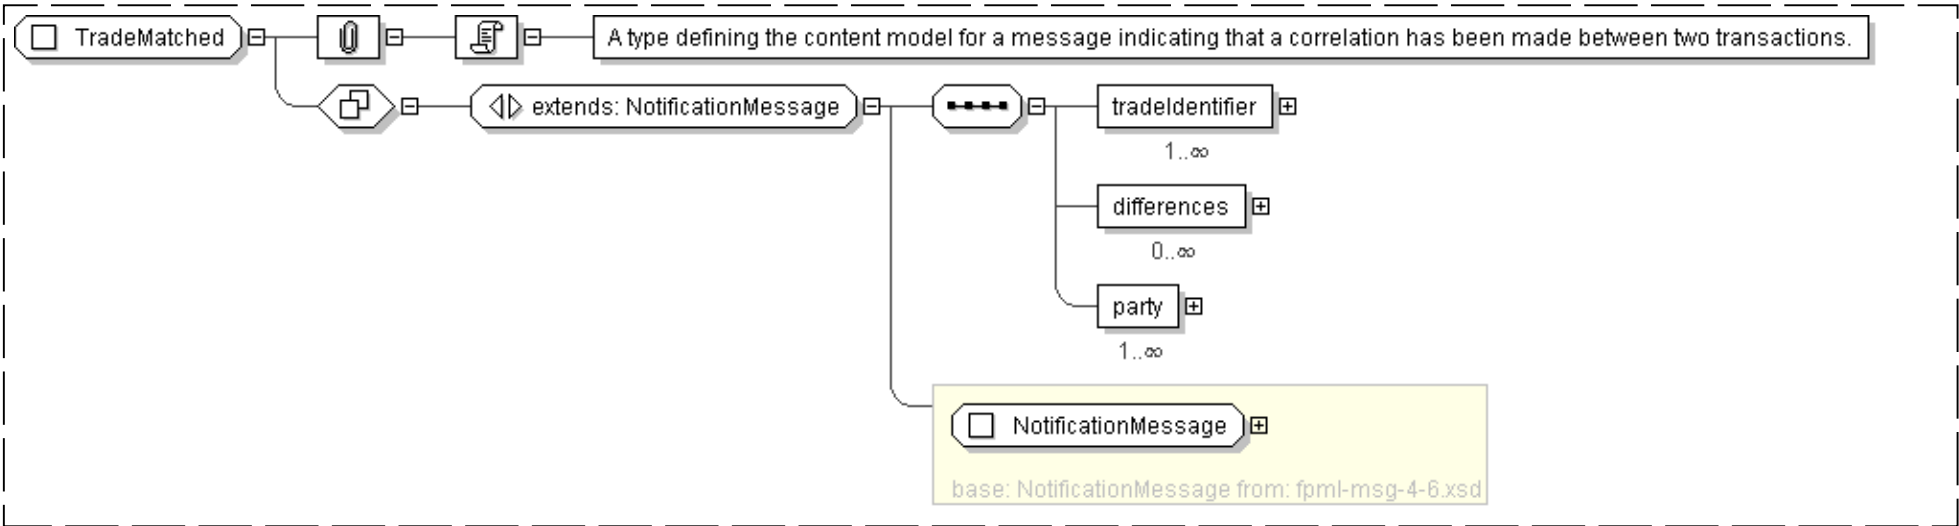 TradeMatched
A type defining the content model for a message indicating that a correlation has been made between two transactions.
extends: NotificationMessage
tradeIdentifier
1..∞
differences
0..∞
party
1..∞
NotificationMessage
base: NotificationMessage from: fpml-msg-4-6.xsd